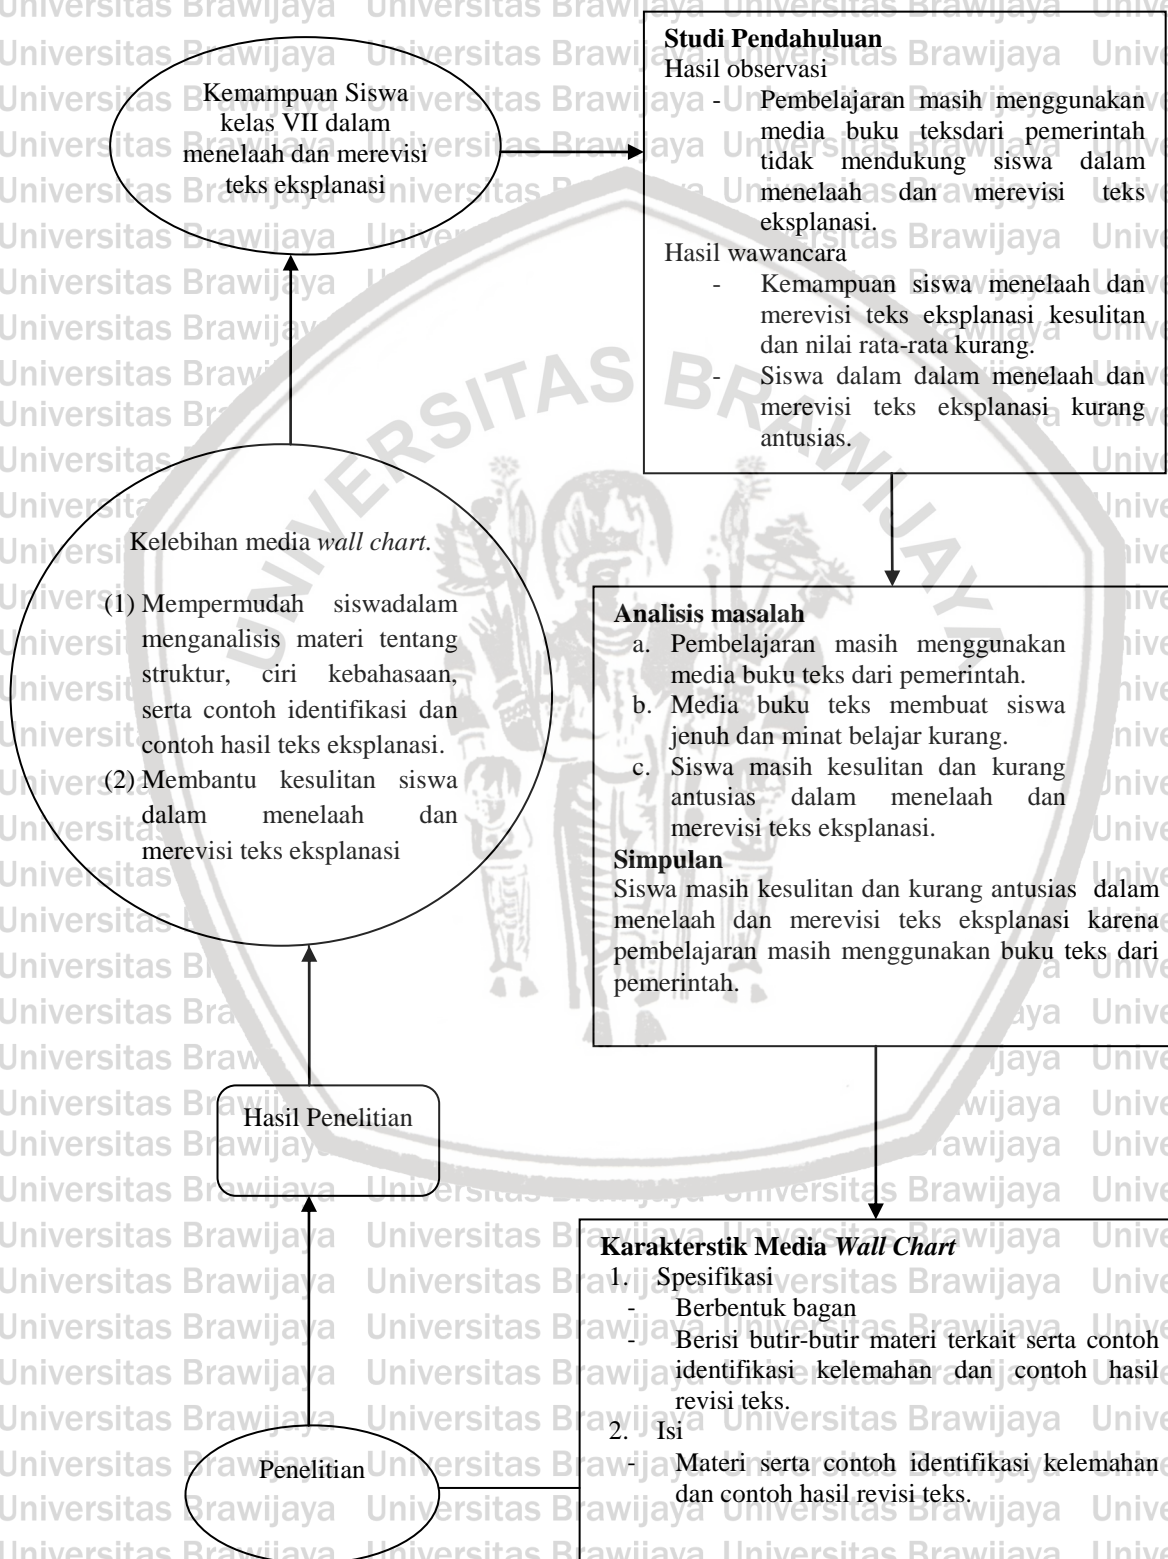 Kemampuan Siswa
kelas VII dalam
menelaah dan merevisi
teks eksplanasi
Studi Pendahuluan
Hasil observasi
- Pembelajaran masih menggunakan
media buku teksdari pemerintah
tidak mendukung siswa dalam
menelaah dan merevisi teks
eksplanasi.
Hasil wawancara
- Kemampuan siswa menelaah dan
merevisi teks eksplanasi kesulitan
dan nilai rata-rata kurang.
- Siswa dalam dalam menelaah dan
merevisi teks eksplanasi kurang
antusias.
Analisis masalah
a. Pembelajaran masih menggunakan
media buku teks dari pemerintah.
b. Media buku teks membuat siswa
jenuh dan minat belajar kurang.
c. Siswa masih kesulitan dan kurang
antusias dalam menelaah dan
merevisi teks eksplanasi.
Simpulan
Siswa masih kesulitan dan kurang antusias dalam
menelaah dan merevisi teks eksplanasi karena
pembelajaran masih menggunakan buku teks dari
pemerintah.
Karakterstik Media Wall Chart
1. Spesifikasi
- Berbentuk bagan
- Berisi butir-butir materi terkait serta contoh
identifikasi kelemahan dan contoh hasil
revisi teks.
2. Isi
- Materi serta contoh identifikasi kelemahan
dan contoh hasil revisi teks.
Penelitian
Hasil Penelitian
Kelebihan media wall chart.
(1) Mempermudah siswadalam
menganalisis materi tentang
struktur, ciri kebahasaan,
serta contoh identifikasi dan
contoh hasil teks eksplanasi.
(2) Membantu kesulitan siswa
dalam menelaah dan
merevisi teks eksplanasi
UNIVERSITAS BRAWIJAYA